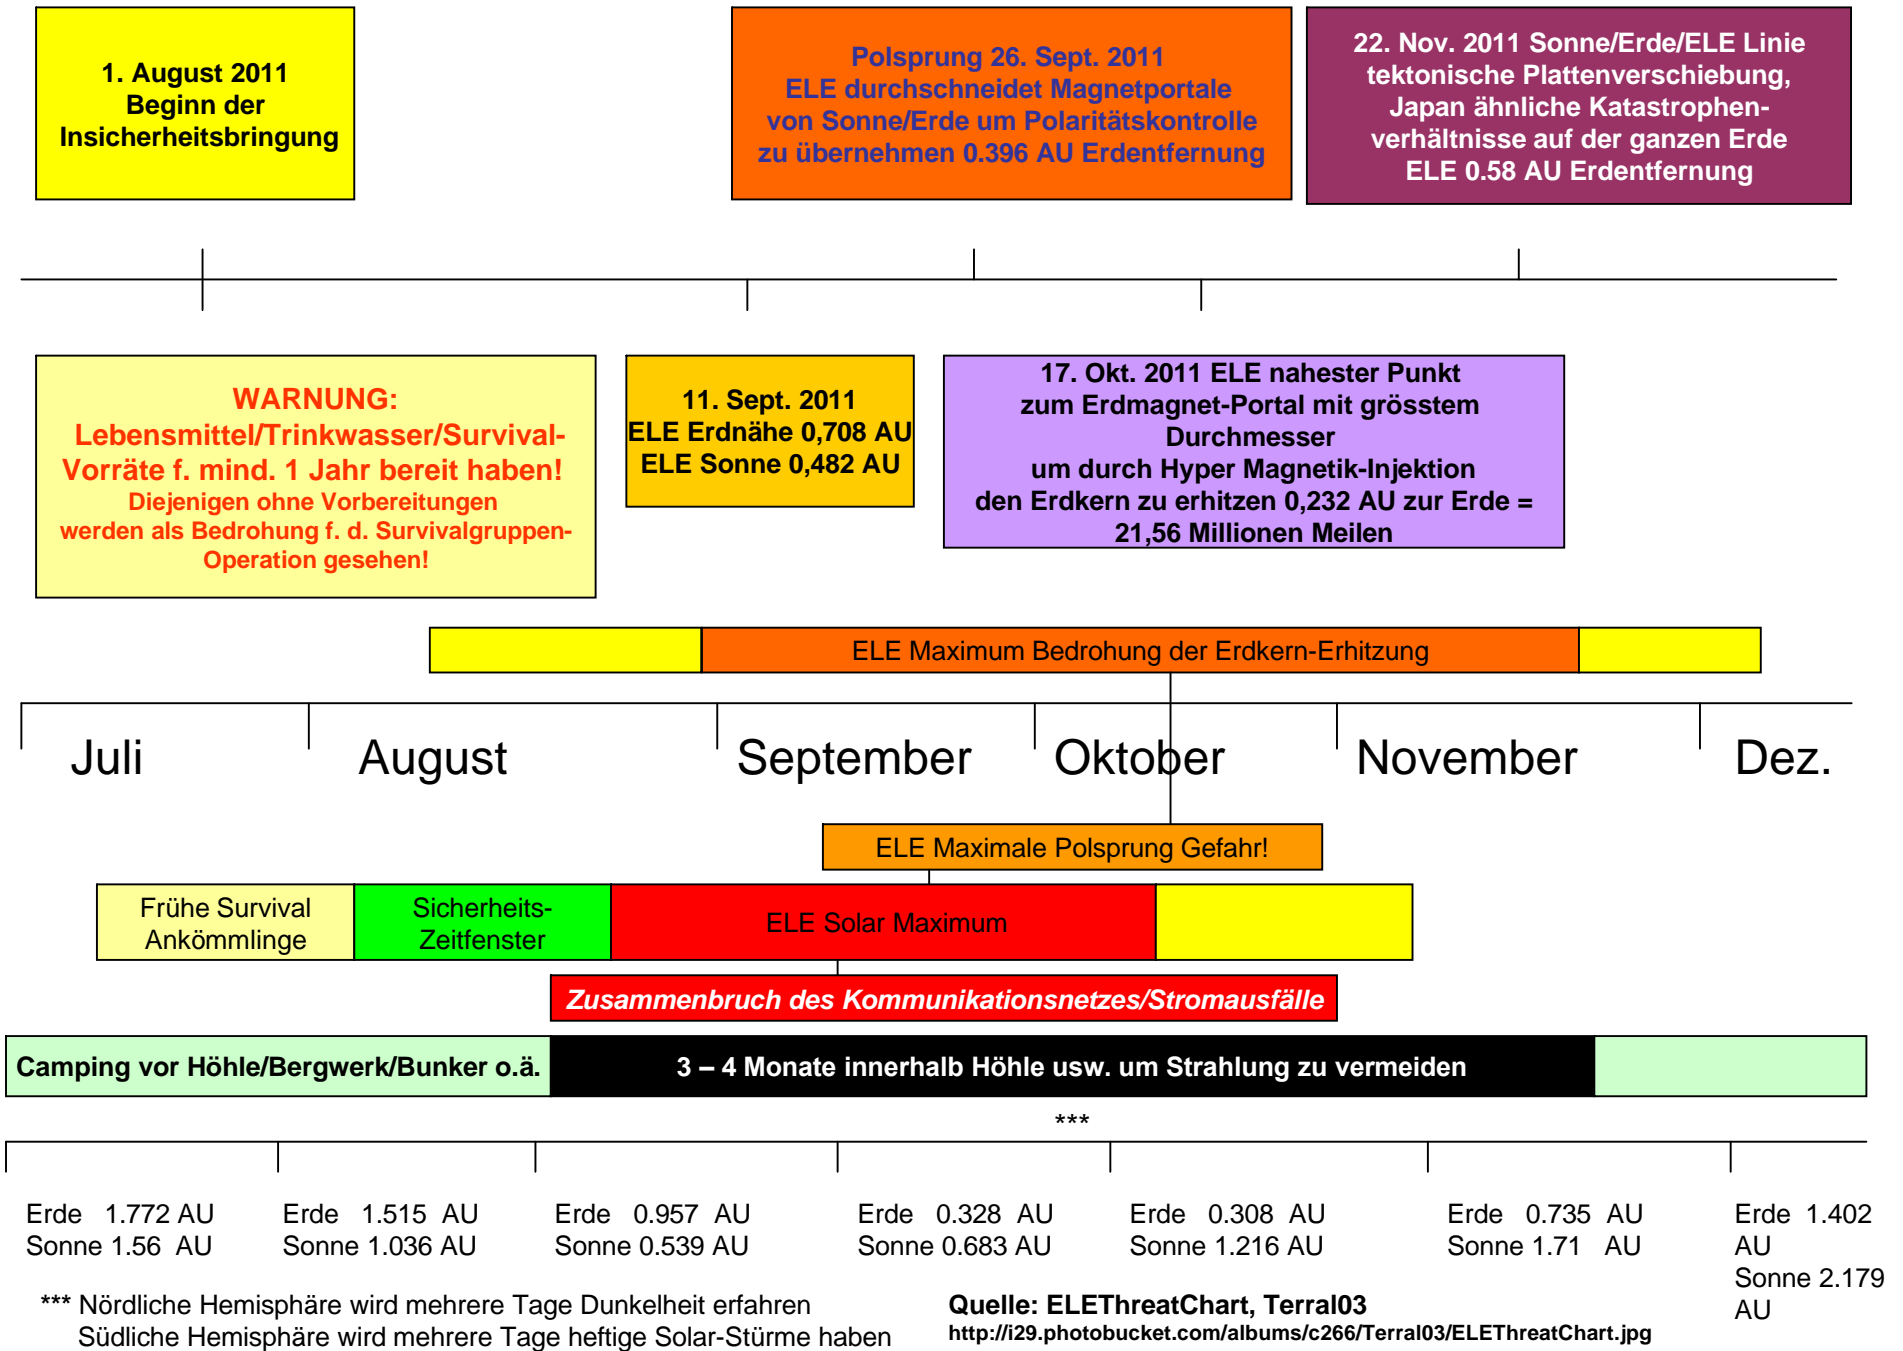 1. August 2011
Beginn der
Insicherheitsbringung
Polsprung 26. Sept. 2011
ELE durchschneidet Magnetportale
von Sonne/Erde um Polaritätskontrolle
zu übernehmen 0.396 AU Erdentfernung
22. Nov. 2011 Sonne/Erde/ELE Linie
tektonische Plattenverschiebung,
Japan ähnliche Katastrophen-
verhältnisse auf der ganzen Erde
ELE 0.58 AU Erdentfernung
WARNUNG:
Lebensmittel/Trinkwasser/Survival-
Vorräte f. mind. 1 Jahr bereit haben!
Diejenigen ohne Vorbereitungen
werden als Bedrohung f. d. Survivalgruppen-
Operation gesehen!
11. Sept. 2011
ELE Erdnähe 0,708 AU
ELE Sonne 0,482 AU
17. Okt. 2011 ELE nahester Punkt
zum Erdmagnet-Portal mit grösstem
Durchmesser
um durch Hyper Magnetik-Injektion
den Erdkern zu erhitzen 0,232 AU zur Erde =
21,56 Millionen Meilen
ELE Maximum Bedrohung der Erdkern-Erhitzung
Juli August September Oktober November Dez.
ELE Maximale Polsprung Gefahr!
Frühe Survival
Ankömmlinge
Sicherheits-
Zeitfenster
ELE Solar Maximum
Zusammenbruch des Kommunikationsnetzes/Stromausfälle
Camping vor Höhle/Bergwerk/Bunker o.ä.
3 – 4 Monate innerhalb Höhle usw. um Strahlung zu vermeiden
***
Erde 1.772 AU
Sonne 1.56 AU
Erde 1.515 AU
Sonne 1.036 AU
Erde 0.957 AU
Sonne 0.539 AU
Erde 0.328 AU
Sonne 0.683 AU
Erde 0.308 AU
Sonne 1.216 AU
Erde 0.735 AU
Sonne 1.71 AU
Erde 1.402
AU
Sonne 2.179
AU
*** Nördliche Hemisphäre wird mehrere Tage Dunkelheit erfahren
Südliche Hemisphäre wird mehrere Tage heftige Solar-Stürme haben
Quelle: ELEThreatChart, Terral03
http://i29.photobucket.com/albums/c266/Terral03/ELEThreatChart.jpg